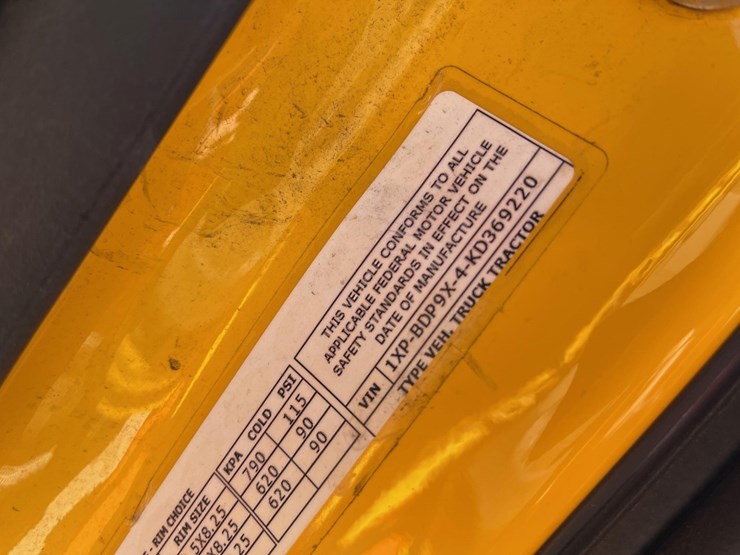 THIS VEHICLE CONFORMS TO ALL
APPLICABLE FEDERAL MOTOR VEHICLE
SAFETY STANDARDS IN EFFECT ON THE
DATE OF MANUFACTURE
VIN 1XP-BDP9X-4-KD369220
TYPE VEH. TRUCK TRACTOR
RIM CHOICE
RIM SIZE KPA COLD PSI
5X8.25 790 115
X8.25 620 90
25 620 90